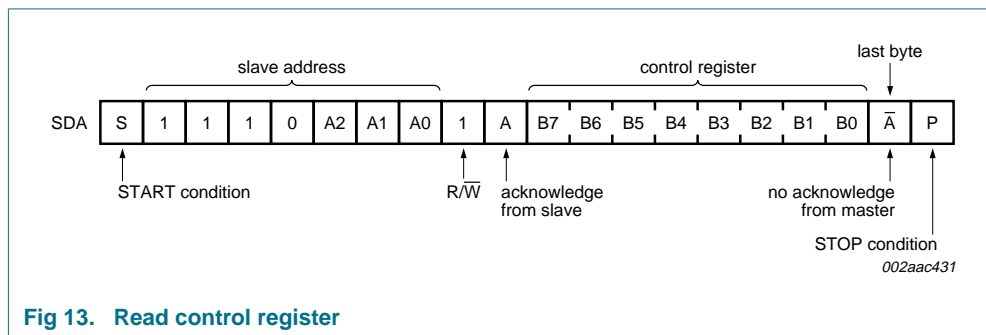 last byte
slave address control register
SDA S 1 1 1 0 A2 A1 A0 1 A B7 B6 B5 B4 B3 B2 B1 B0 A̅ P
START condition R/W̅ acknowledge from slave no acknowledge from master
STOP condition
002aac431
Fig 13. Read control register